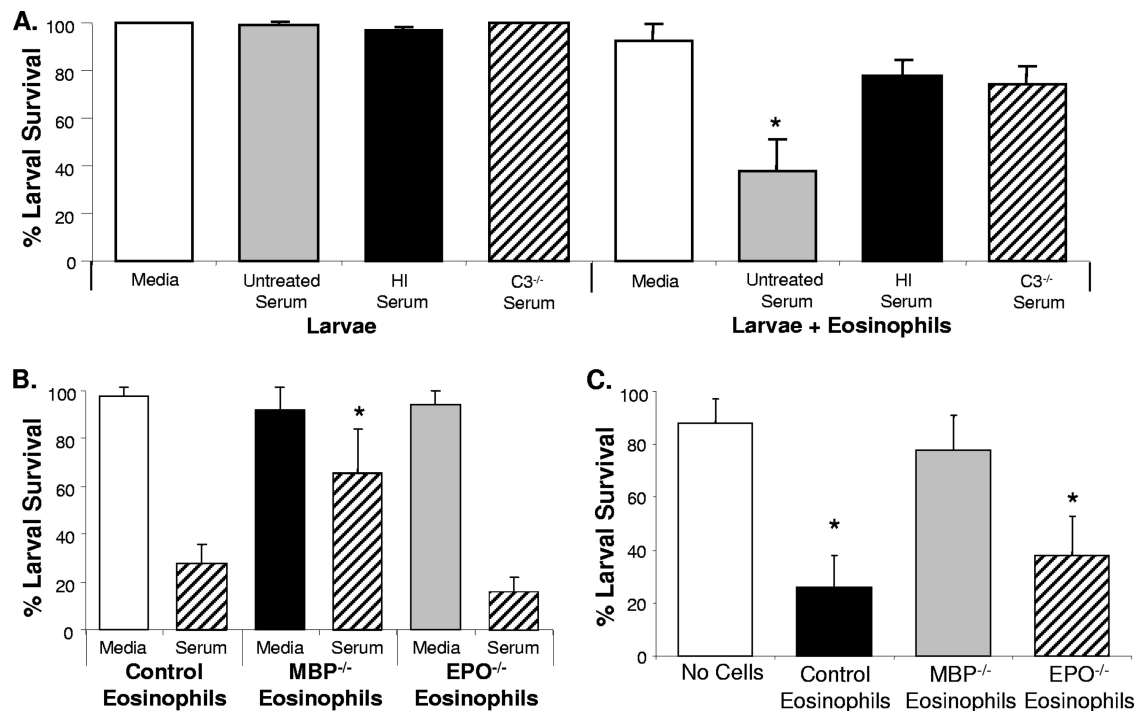 A.
% Larval Survival
100
80
60
40
20
0
*
Media
Untreated Serum
HI Serum
C3-/- Serum
Media
Untreated Serum
HI Serum
C3-/- Serum
Larvae
Larvae + Eosinophils
B.
% Larval Survival
100
80
60
40
20
0
*
Media
Serum
Media
Serum
Media
Serum
Control Eosinophils
MBP-/- Eosinophils
EPO-/- Eosinophils
C.
% Larval Survival
100
80
60
40
20
0
*
*
No Cells
Control Eosinophils
MBP-/- Eosinophils
EPO-/- Eosinophils